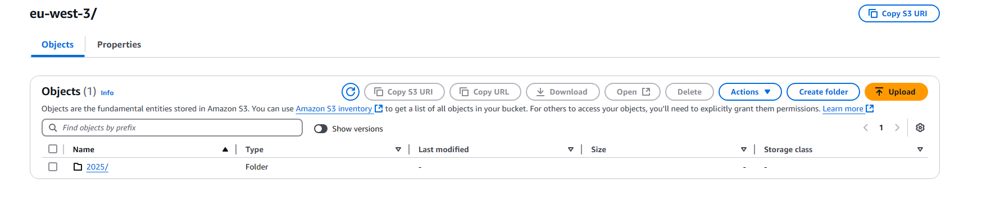 eu-west-3/
Copy S3 URI
Objects
Properties
Objects (1) Info
Copy S3 URI
Copy URL
Download
Open
Delete
Actions
Create folder
Upload
Objects are the fundamental entities stored in Amazon S3. You can use Amazon S3 inventory to get a list of all objects in your bucket. For others to access your objects, you'll need to explicitly grant them permissions. Learn more
Find objects by prefix
Show versions
1
Name
Type
Last modified
Size
Storage class
2025/
Folder
-
-
-